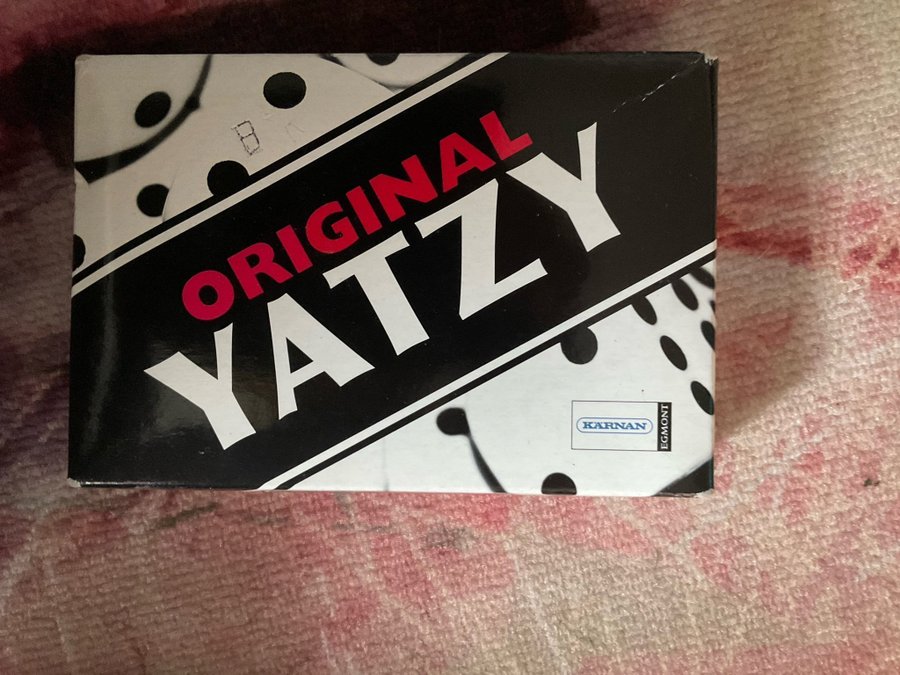 B
ORIGINAL
YATZY
KÄRNAN
EGMONT